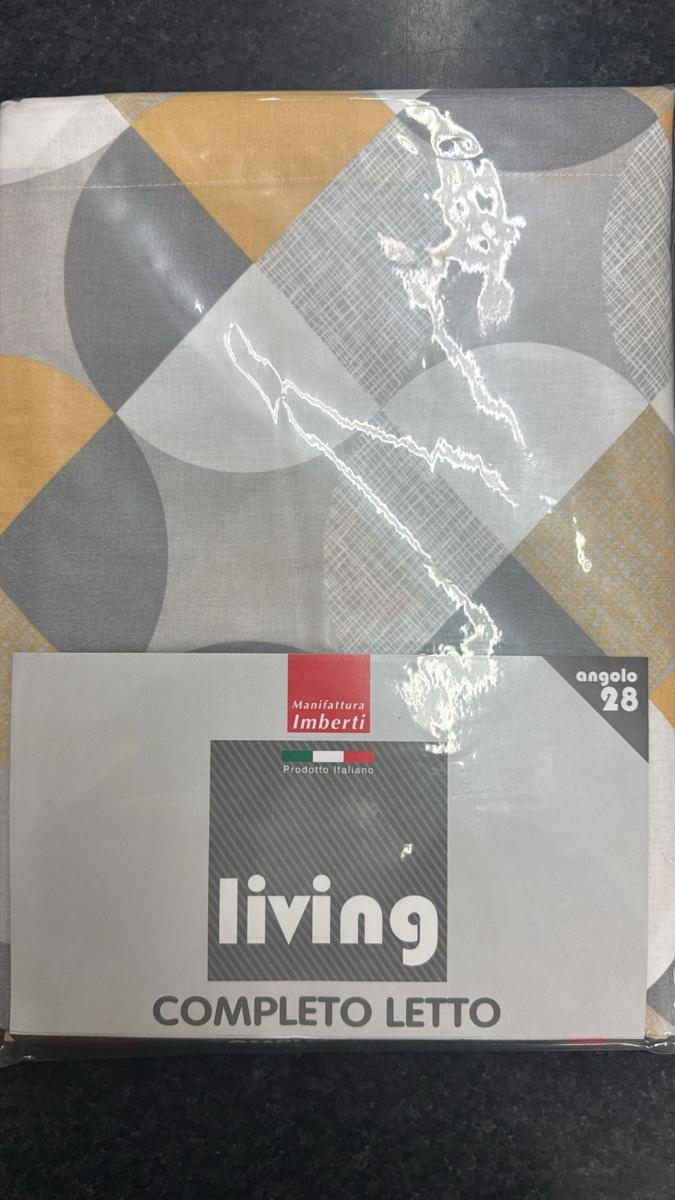 angolo
28
Manifattura
Imberti
Prodotto Italiano
living
COMPLETO LETTO